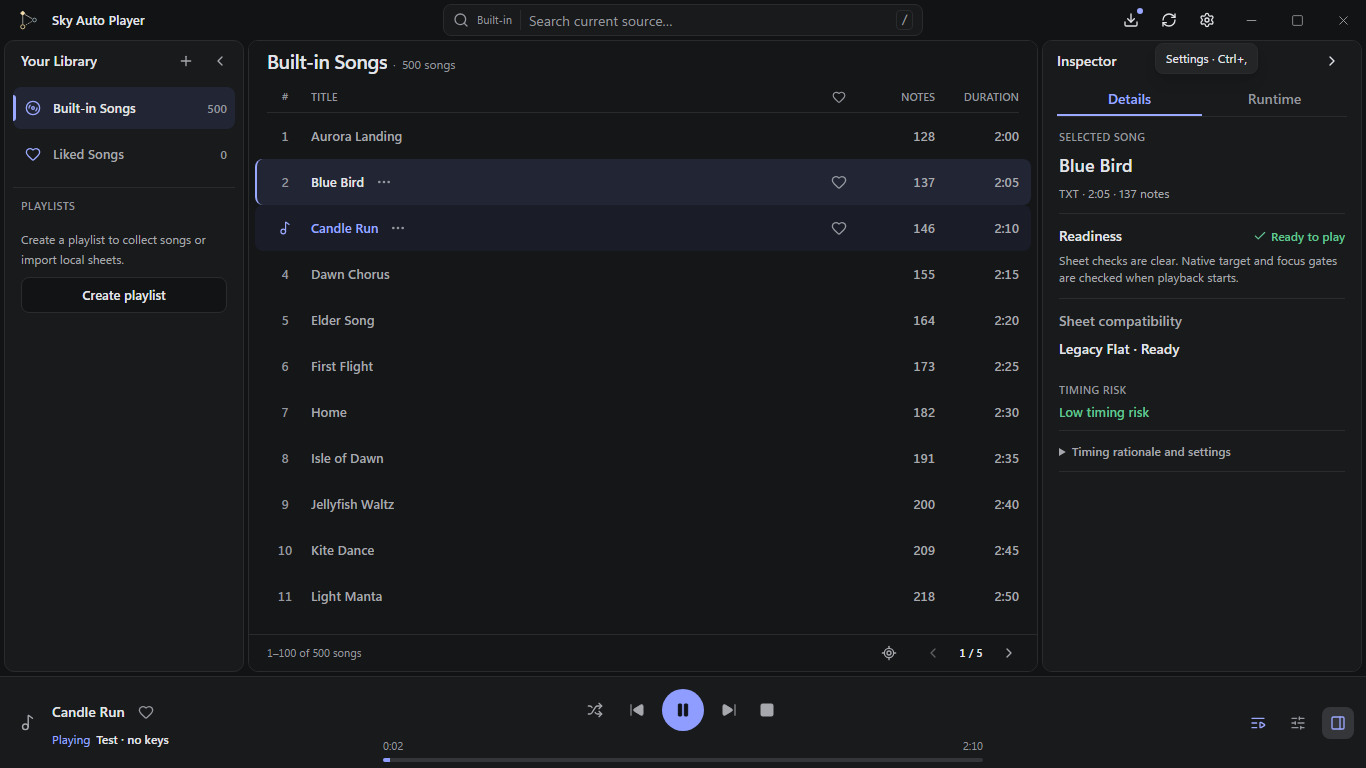 Sky Auto Player
Built-in
Search current source...
/
Your Library
Built-in Songs 500
Liked Songs 0
PLAYLISTS
Create a playlist to collect songs or
import local sheets.
Create playlist
Built-in Songs · 500 songs
# TITLE NOTES DURATION
1 Aurora Landing 128 2:00
2 Blue Bird ··· 137 2:05
Candle Run ··· 146 2:10
4 Dawn Chorus 155 2:15
5 Elder Song 164 2:20
6 First Flight 173 2:25
7 Home 182 2:30
8 Isle of Dawn 191 2:35
9 Jellyfish Waltz 200 2:40
10 Kite Dance 209 2:45
11 Light Manta 218 2:50
1–100 of 500 songs
1 / 5
Inspector
Settings · Ctrl+,
Details Runtime
SELECTED SONG
Blue Bird
TXT · 2:05 · 137 notes
Readiness Ready to play
Sheet checks are clear. Native target and focus gates
are checked when playback starts.
Sheet compatibility
Legacy Flat · Ready
TIMING RISK
Low timing risk
Timing rationale and settings
Candle Run
Playing Test · no keys
0:02 2:10